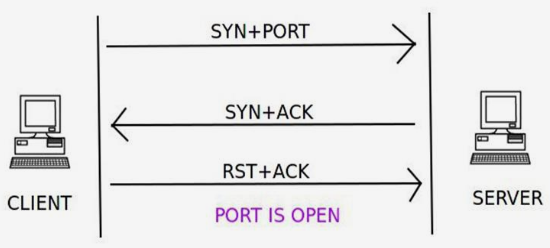 SYN+PORT
SYN+ACK
RST+ACK
PORT IS OPEN
CLIENT
SERVER